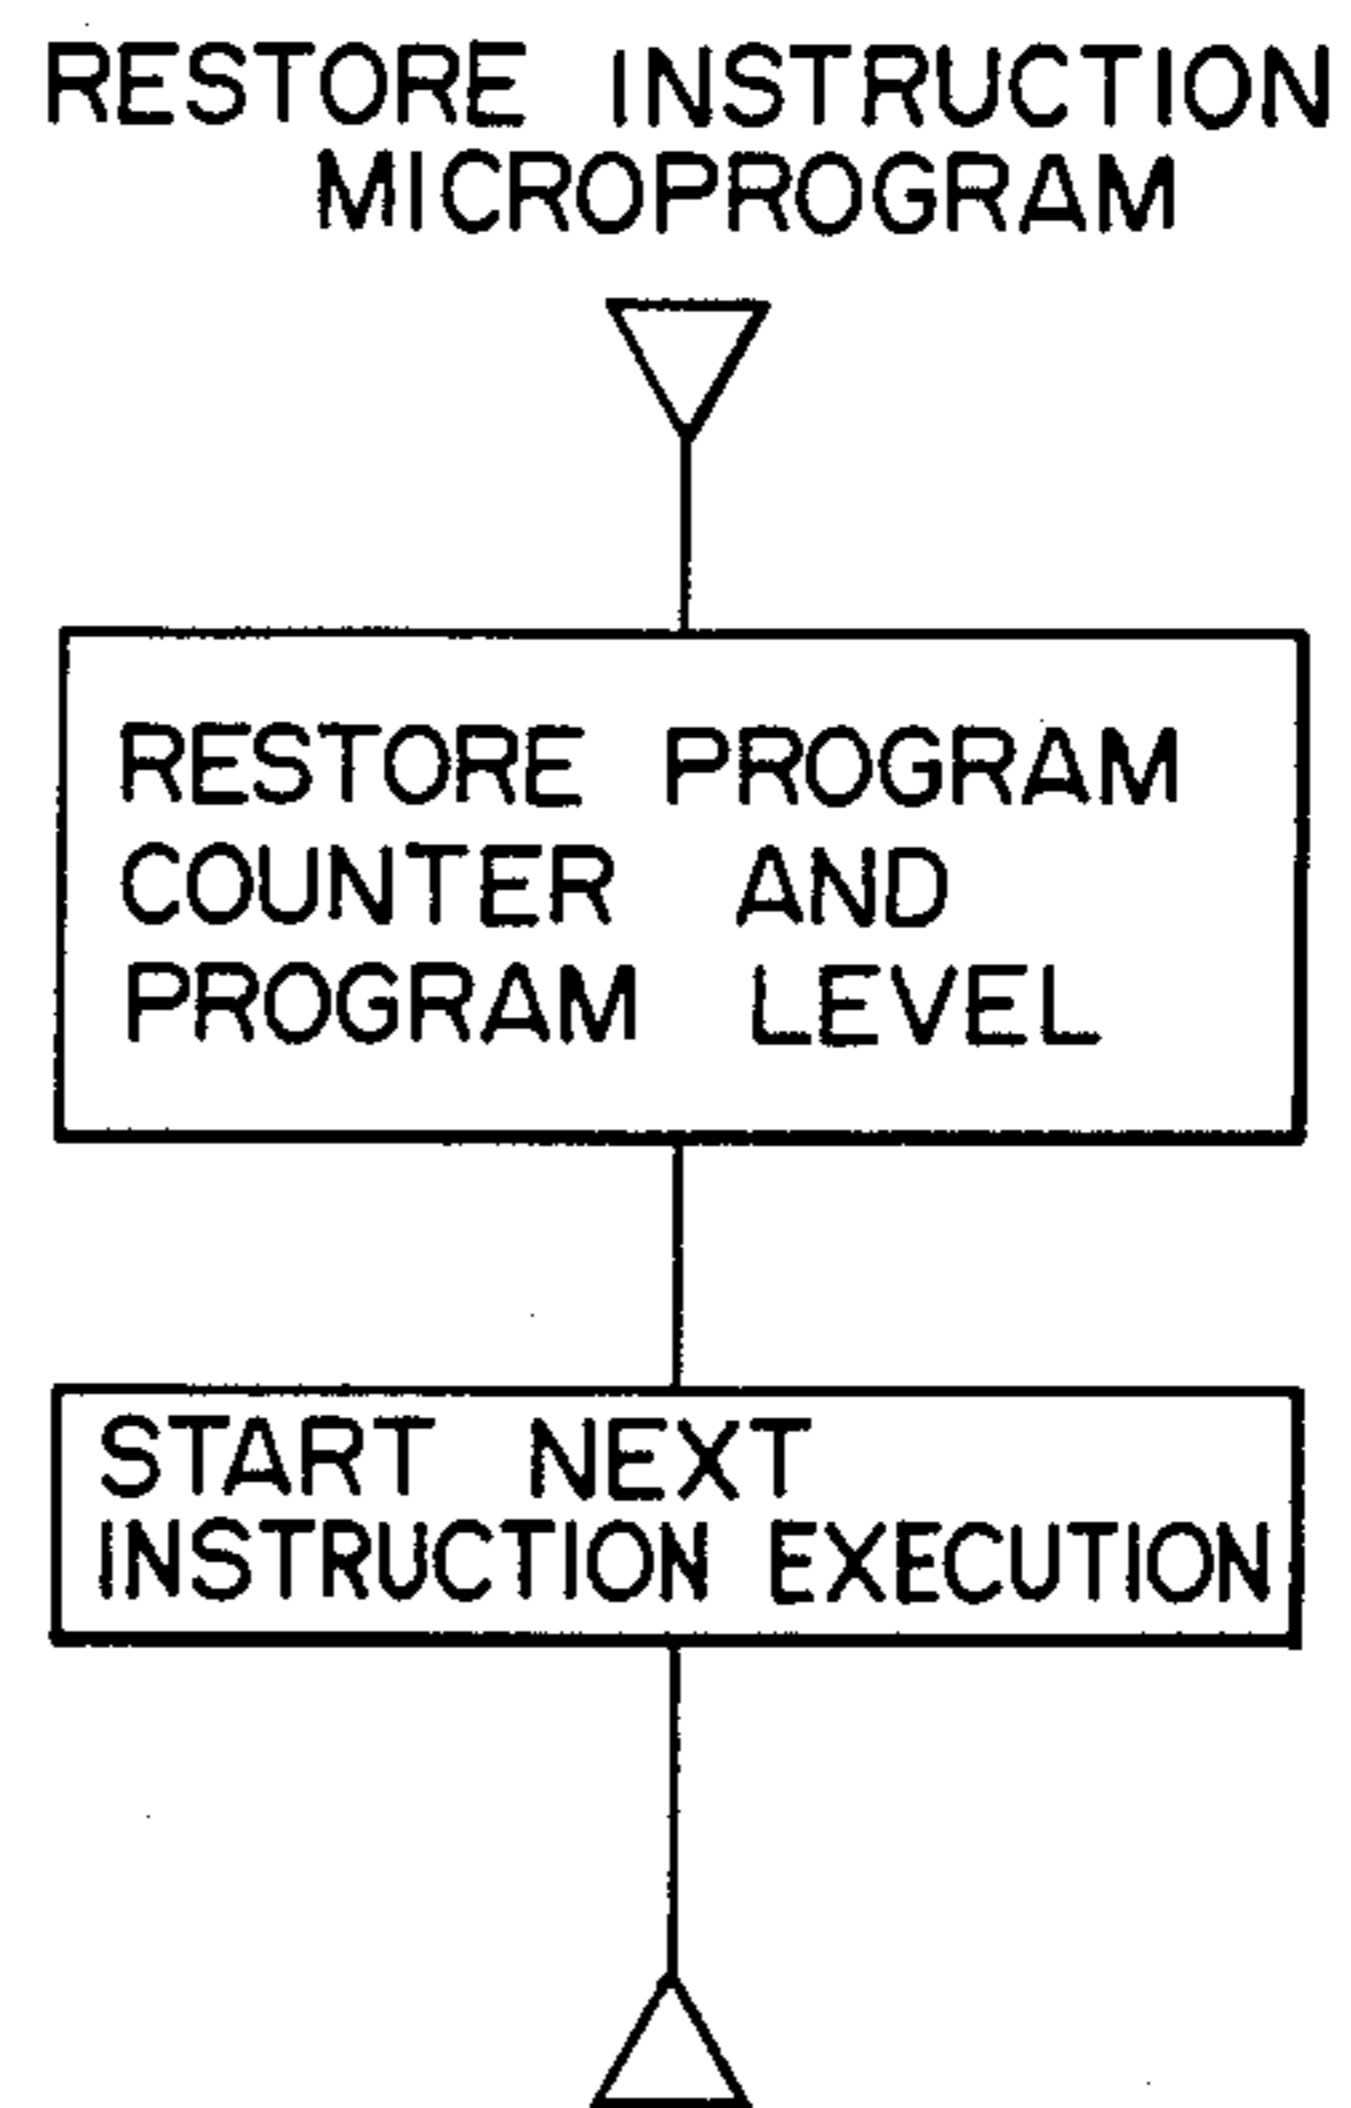 RESTORE INSTRUCTION
MICROPROGRAM
RESTORE PROGRAM
COUNTER AND
PROGRAM LEVEL
START NEXT
INSTRUCTION EXECUTION